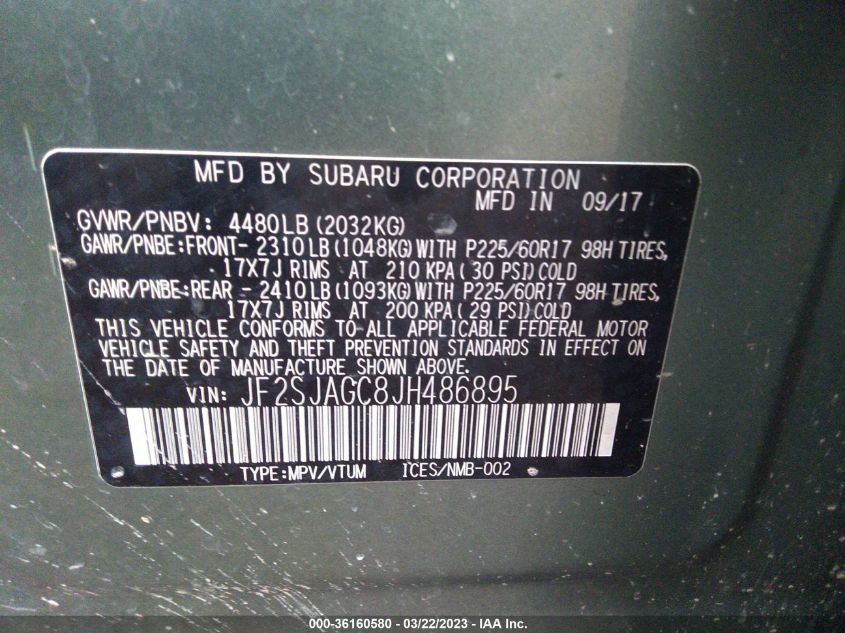 MFD BY SUBARU CORPORATION
MFD IN 09/17
GVWR/PNBV: 4480LB (2032KG)
GAWR/PNBE:FRONT- 2310LB (1048KG) WITH P225/60R17 98H TIRES,
17X7J RIMS AT 210 KPA ( 30 PSI) COLD
GAWR/PNBE:REAR - 2410LB (1093KG) WITH P225/60R17 98H TIRES,
17X7J RIMS AT 200 KPA ( 29 PSI) COLD
THIS VEHICLE CONFORMS TO ALL APPLICABLE FEDERAL MOTOR
VEHICLE SAFETY AND THEFT PREVENTION STANDARDS IN EFFECT ON
THE DATE OF MANUFACTURE SHOWN ABOVE.
VIN: JF2SJAGC8JH486895
TYPE:MPV/VTUM ICES/NMB-002
000-36160580 - 03/22/2023 - IAA Inc.